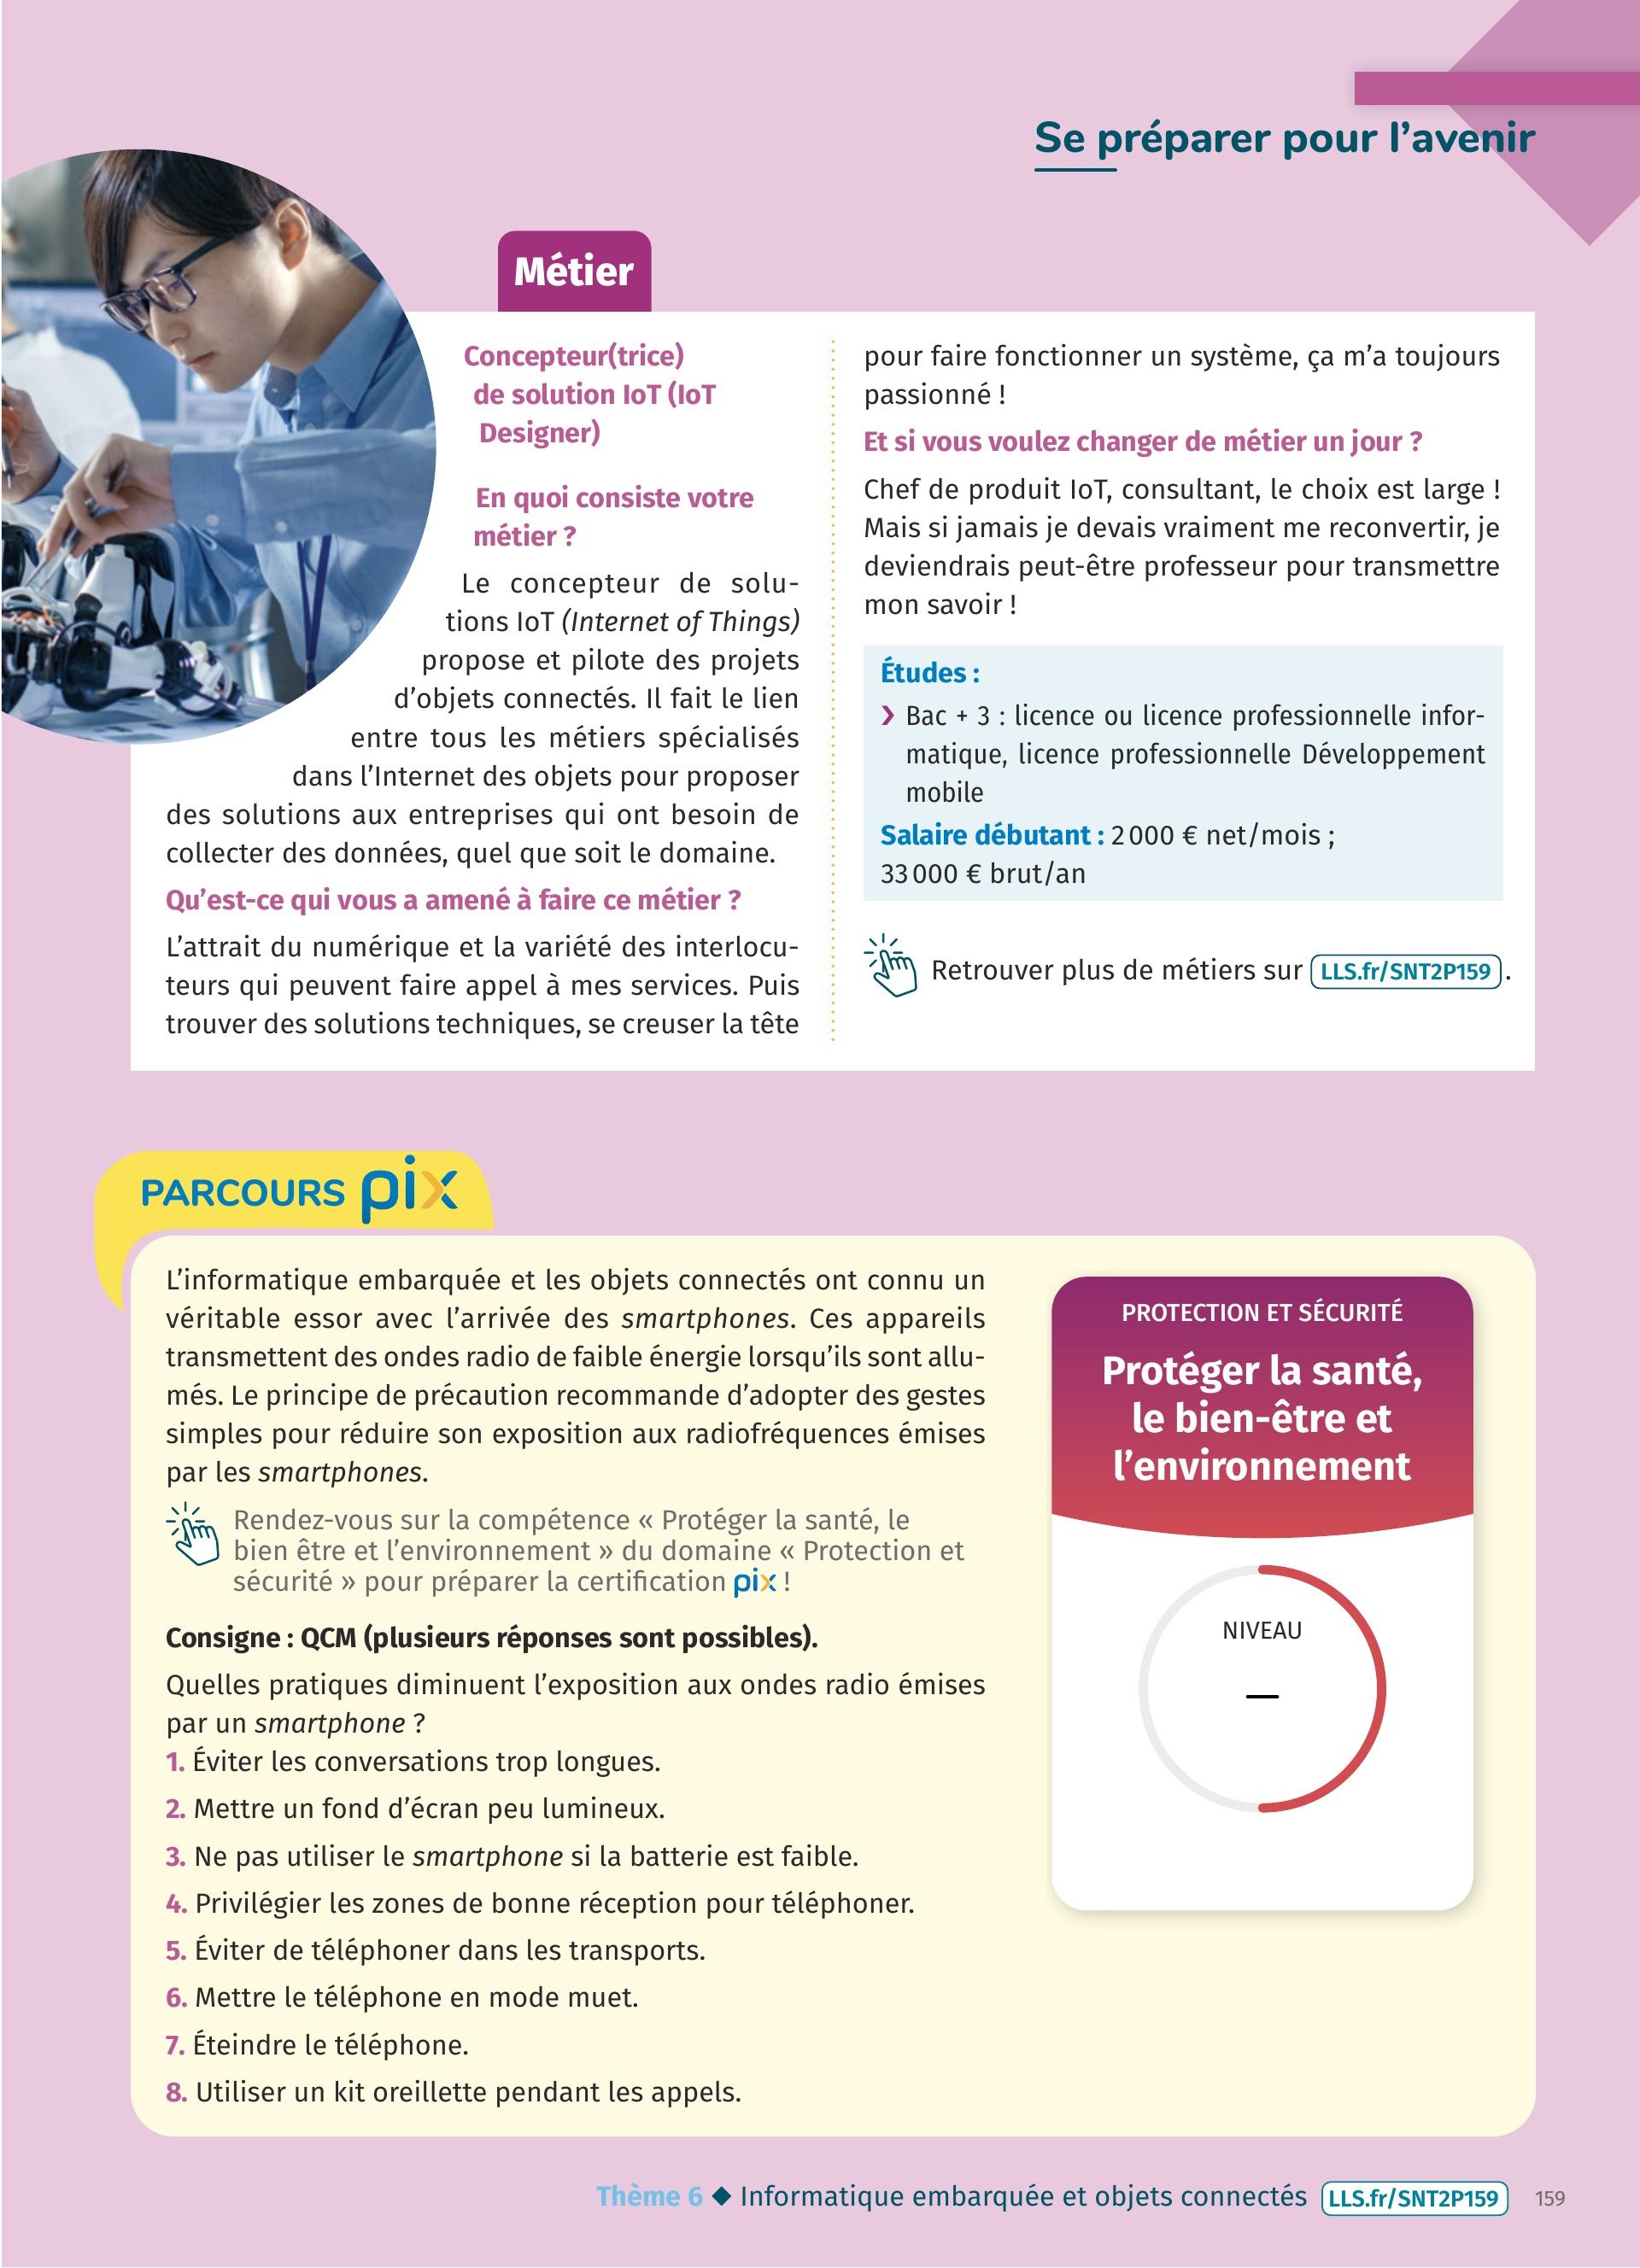 Se préparer pour l’avenir
Métier
Concepteur(trice)
de solution IoT (IoT
Designer)
En quoi consiste votre
métier ?
Le concepteur de solu-
tions IoT (Internet of Things)
propose et pilote des projets
d’objets connectés. Il fait le lien
entre tous les métiers spécialisés
dans l’Internet des objets pour proposer
des solutions aux entreprises qui ont besoin de
collecter des données, quel que soit le domaine.
Qu’est-ce qui vous a amené à faire ce métier ?
L’attrait du numérique et la variété des interlocu-
teurs qui peuvent faire appel à mes services. Puis
trouver des solutions techniques, se creuser la tête
pour faire fonctionner un système, ça m’a toujours
passionné !
Et si vous voulez changer de métier un jour ?
Chef de produit IoT, consultant, le choix est large !
Mais si jamais je devais vraiment me reconvertir, je
deviendrais peut-être professeur pour transmettre
mon savoir !
Études :
› Bac + 3 : licence ou licence professionnelle infor-
matique, licence professionnelle Développement
mobile
Salaire débutant : 2 000 € net/mois ;
33 000 € brut/an
Retrouver plus de métiers sur LLS.fr/SNT2P159 .
PARCOURS pix
L’informatique embarquée et les objets connectés ont connu un
véritable essor avec l’arrivée des smartphones. Ces appareils
transmettent des ondes radio de faible énergie lorsqu’ils sont allu-
més. Le principe de précaution recommande d’adopter des gestes
simples pour réduire son exposition aux radiofréquences émises
par les smartphones.
Rendez-vous sur la compétence « Protéger la santé, le
bien être et l’environnement » du domaine « Protection et
sécurité » pour préparer la certification pix !
Consigne : QCM (plusieurs réponses sont possibles).
Quelles pratiques diminuent l’exposition aux ondes radio émises
par un smartphone ?
1. Éviter les conversations trop longues.
2. Mettre un fond d’écran peu lumineux.
3. Ne pas utiliser le smartphone si la batterie est faible.
4. Privilégier les zones de bonne réception pour téléphoner.
5. Éviter de téléphoner dans les transports.
6. Mettre le téléphone en mode muet.
7. Éteindre le téléphone.
8. Utiliser un kit oreillette pendant les appels.
PROTECTION ET SÉCURITÉ
Protéger la santé,
le bien-être et
l’environnement
NIVEAU
–
Thème 6 ◆ Informatique embarquée et objets connectés LLS.fr/SNT2P159 159